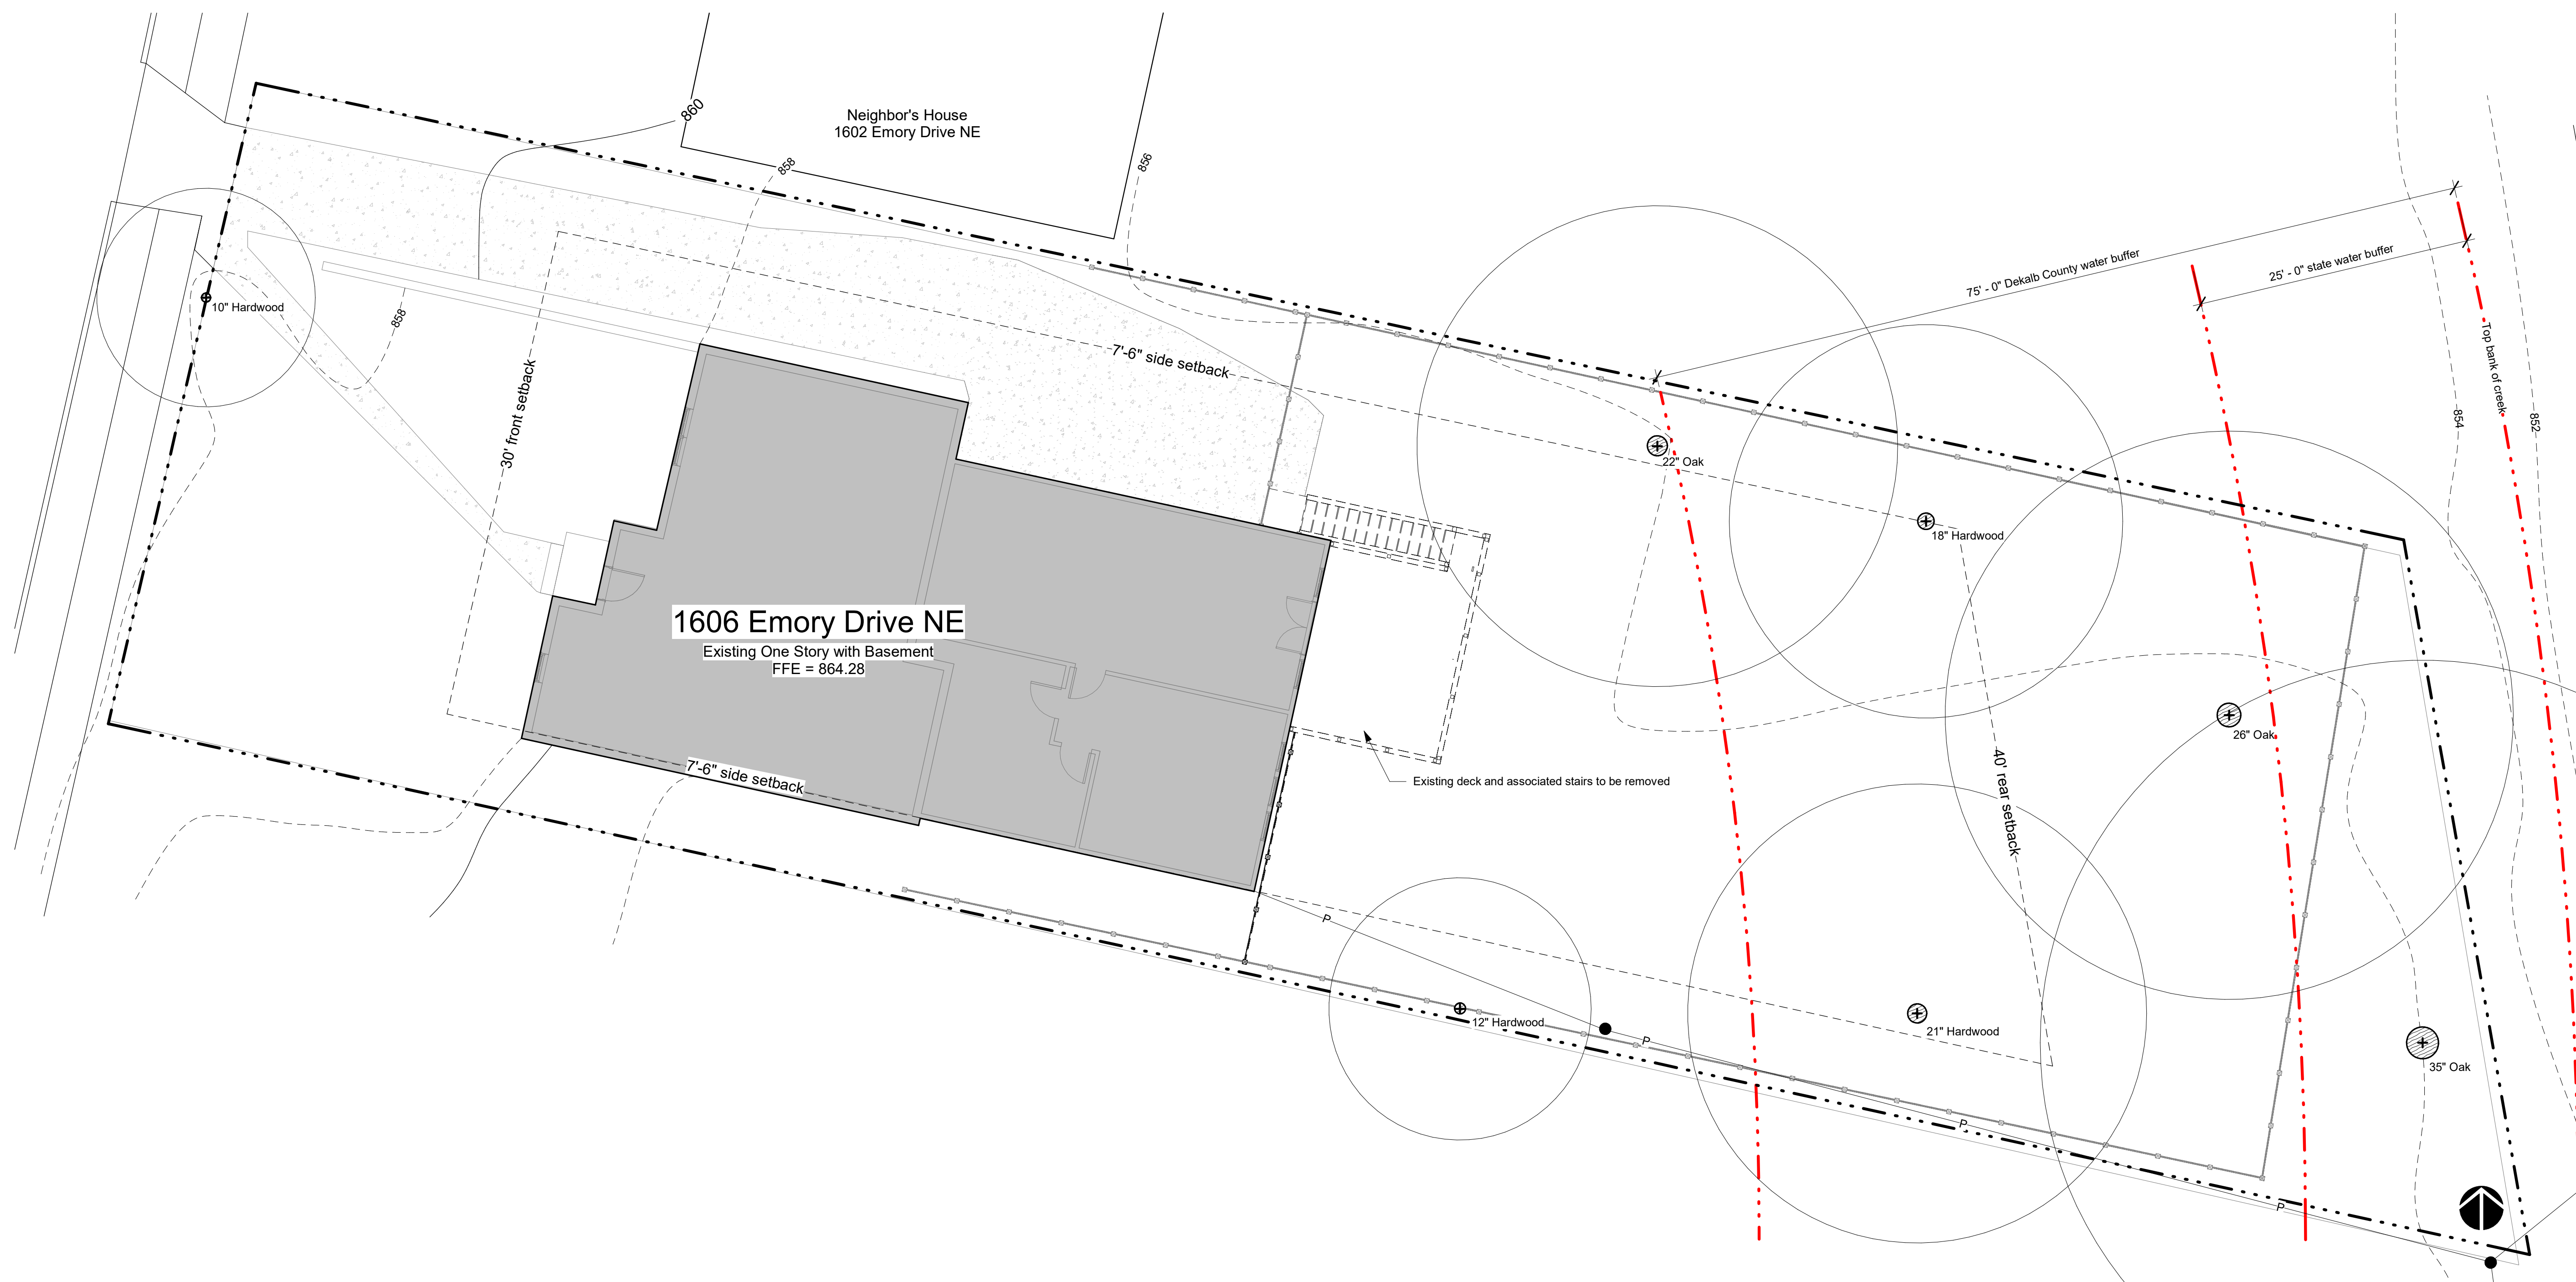 860
Neighbor's House
1602 Emory Drive NE
858
856
75' - 0" Dekalb County water buffer
25' - 0" state water buffer
10" Hardwood
858
7'-6" side setback
30' front setback
Top bank of creek
854
852
22" Oak
18" Hardwood
1606 Emory Drive NE
Existing One Story with Basement
FFE = 864.28
26" Oak
7'-6" side setback
Existing deck and associated stairs to be removed
40' rear setback
P
12" Hardwood
P
21" Hardwood
35" Oak
P
P